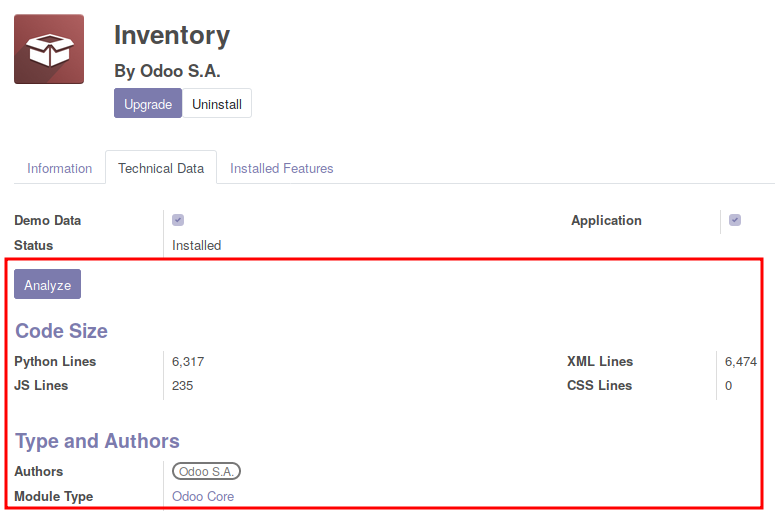 Inventory
By Odoo S.A.
Upgrade Uninstall
Information Technical Data Installed Features
Demo Data Application
Status Installed
Analyze
Code Size
Python Lines 6,317 XML Lines 6,474
JS Lines 235 CSS Lines 0
Type and Authors
Authors Odoo S.A.
Module Type Odoo Core